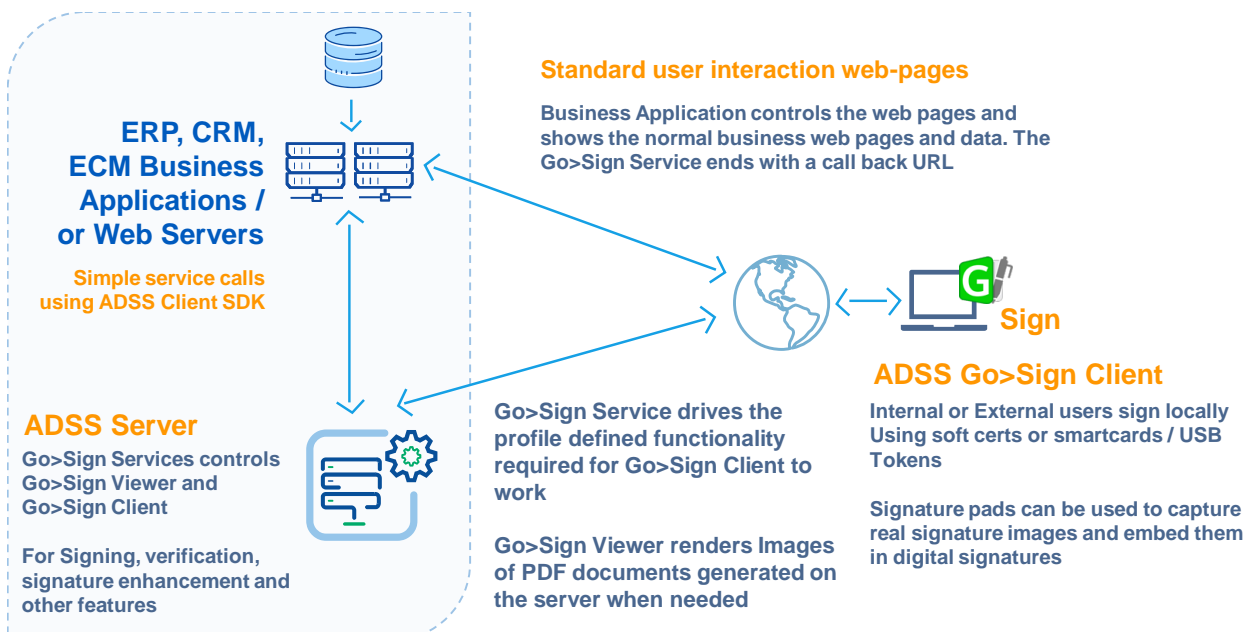 Standard user interaction web-pages
Business Application controls the web pages and
shows the normal business web pages and data. The
Go>Sign Service ends with a call back URL
ERP, CRM,
ECM Business
Applications /
or Web Servers
Simple service calls
using ADSS Client SDK
G
Sign
ADSS Go>Sign Client
Internal or External users sign locally
Using soft certs or smartcards / USB
Tokens
Signature pads can be used to capture
real signature images and embed them
in digital signatures
ADSS Server
Go>Sign Services controls
Go>Sign Viewer and
Go>Sign Client
For Signing, verification,
signature enhancement and
other features
Go>Sign Service drives the
profile defined functionality
required for Go>Sign Client to
work
Go>Sign Viewer renders Images
of PDF documents generated on
the server when needed